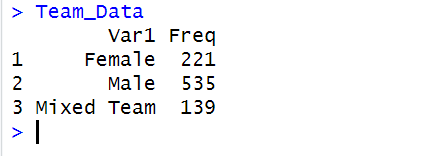 > Team_Data
Var1 Freq
1 Female 221
2 Male 535
3 Mixed Team 139
>